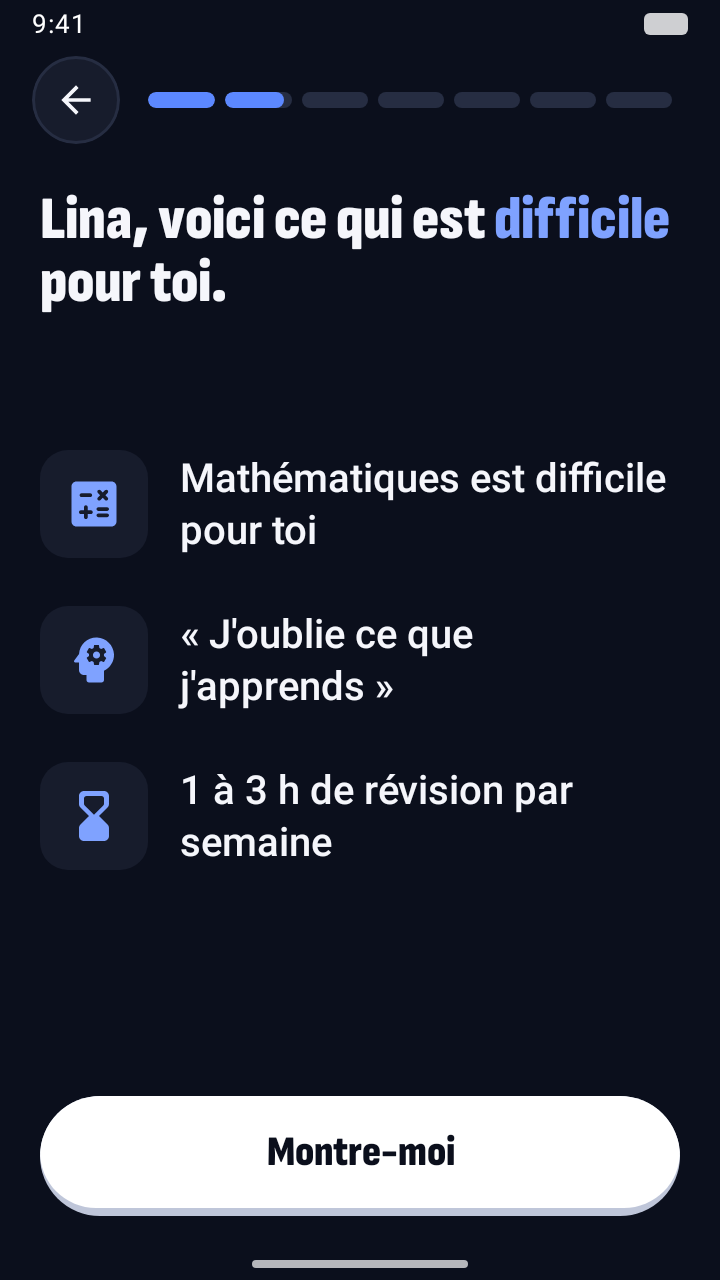 9:41
Lina, voici ce qui est difficile
pour toi.
Mathématiques est difficile
pour toi
« J'oublie ce que
j'apprends »
1 à 3 h de révision par
semaine
Montre-moi